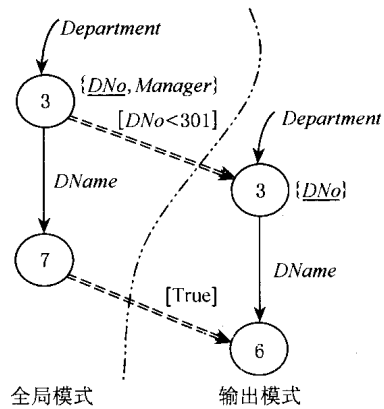 Department
3
{DNo, Manager}
[DNo<301]
Department
3
{DNo}
DName
DName
7
[True]
6
全局模式
输出模式